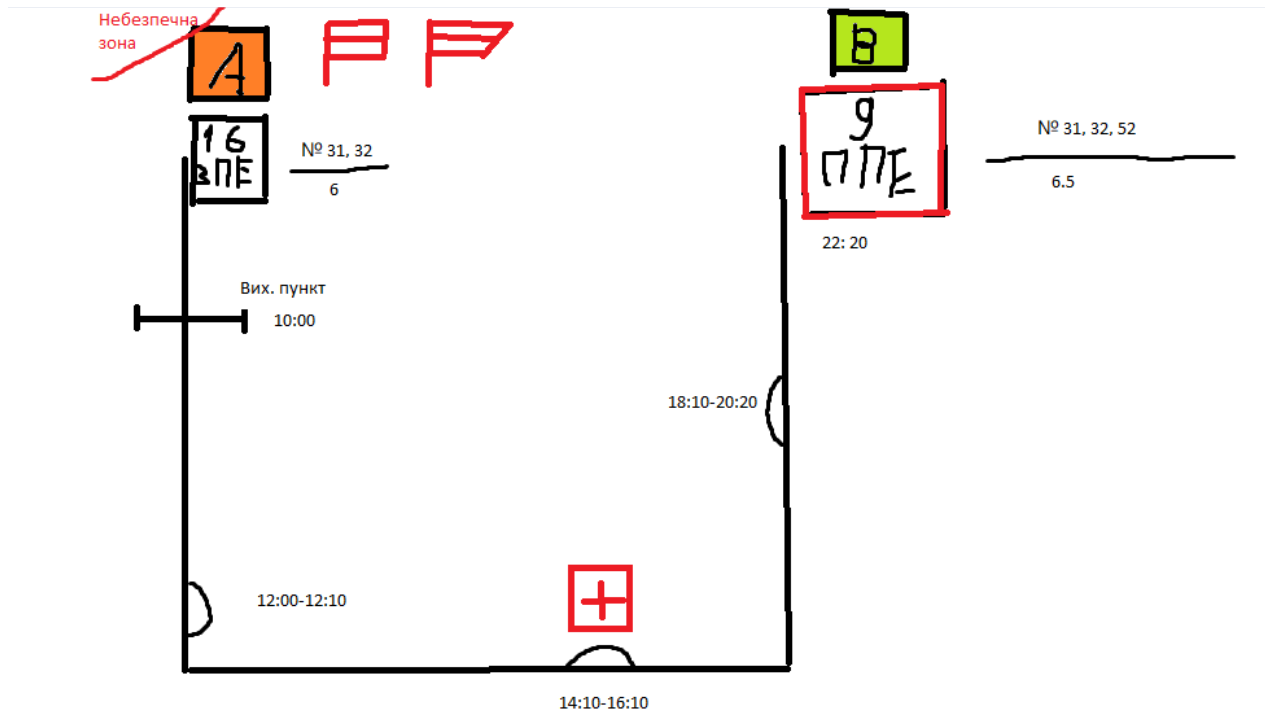 Небезпечна
зона
А
В
16
ЗПЕ
№ 31, 32
6
9
ППЕ
№ 31, 32, 52
6.5
22: 20
Вих. пункт
10:00
18:10-20:20
12:00-12:10
14:10-16:10